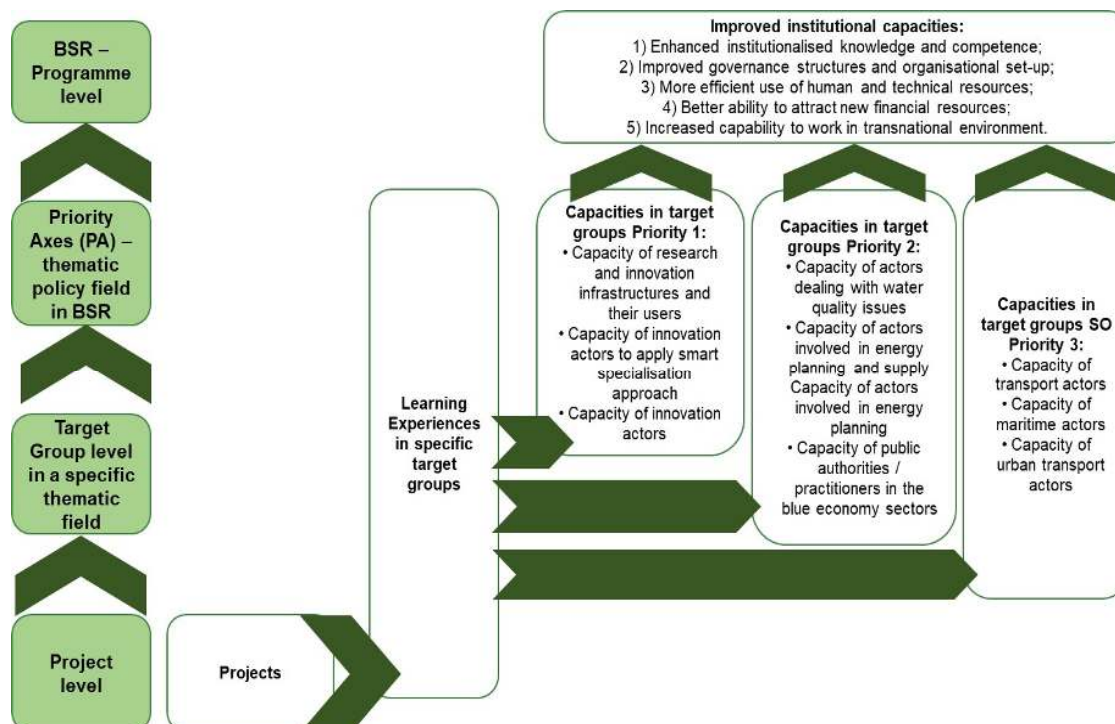 BSR –
Programme
level
Priority
Axes (PA) –
thematic
policy field
in BSR
Target
Group level
in a specific
thematic
field
Project
level
Projects
Learning
Experiences
in specific
target
groups
Improved institutional capacities:
1) Enhanced institutionalised knowledge and competence;
2) Improved governance structures and organisational set-up;
3) More efficient use of human and technical resources;
4) Better ability to attract new financial resources;
5) Increased capability to work in transnational environment.
Capacities in target
groups Priority 1:
• Capacity of research
and innovation
infrastructures and
their users
• Capacity of innovation
actors to apply smart
specialisation
approach
• Capacity of innovation
actors
Capacities in target
groups Priority 2:
• Capacity of actors
dealing with water
quality issues
• Capacity of actors
involved in energy
planning and supply
Capacity of actors
involved in energy
planning
• Capacity of public
authorities /
practitioners in the
blue economy sectors
Capacities in
target groups SO
Priority 3:
• Capacity of
transport actors
• Capacity of
maritime actors
• Capacity of
urban transport
actors